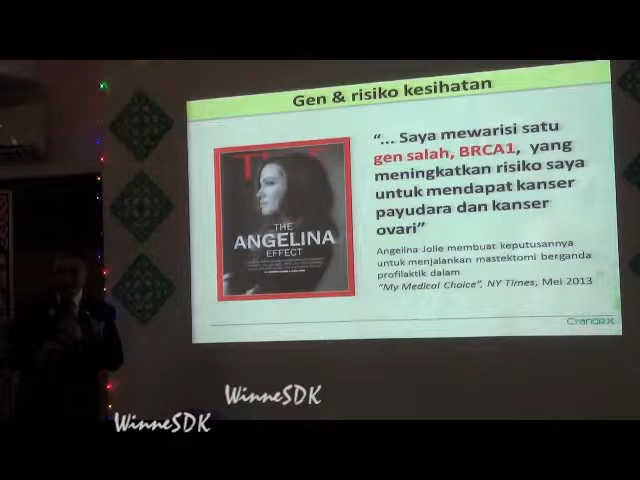 Gen & risiko kesihatan
"... Saya mewarisi satu
gen salah, BRCA1, yang
meningkatkan risiko saya
untuk mendapat kanser
payudara dan kanser
ovari"
Angelina Jolie membuat keputusannya
untuk menjalankan mastektomi berganda
profilaktik dalam
"My Medical Choice", NY Times, Mei 2013
THE
ANGELINA
EFFECT
WinneSDK
WinneSDK